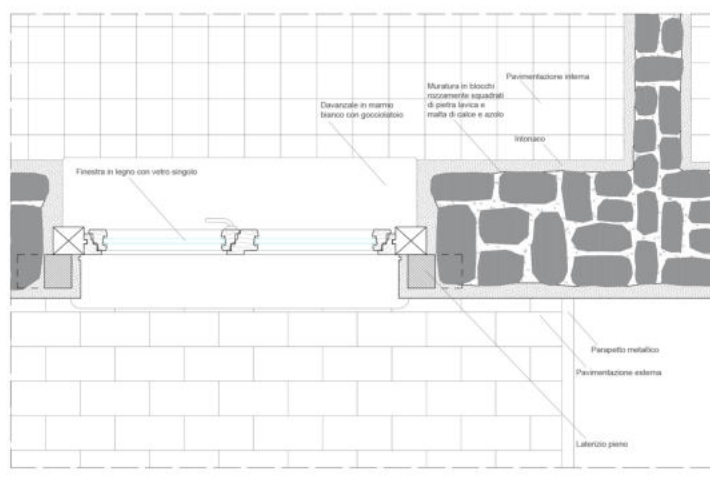 Pavimentazione interna
Muratura in blocchi
rozzamente squadrati
di pietra lavica e
malta di calce e azolo
Davanzale in marmo
bianco con gocciolatoio
Intonaco
Finestra in legno con vetro singolo
Parapetto metallico
Pavimentazione esterna
Laterizio pieno